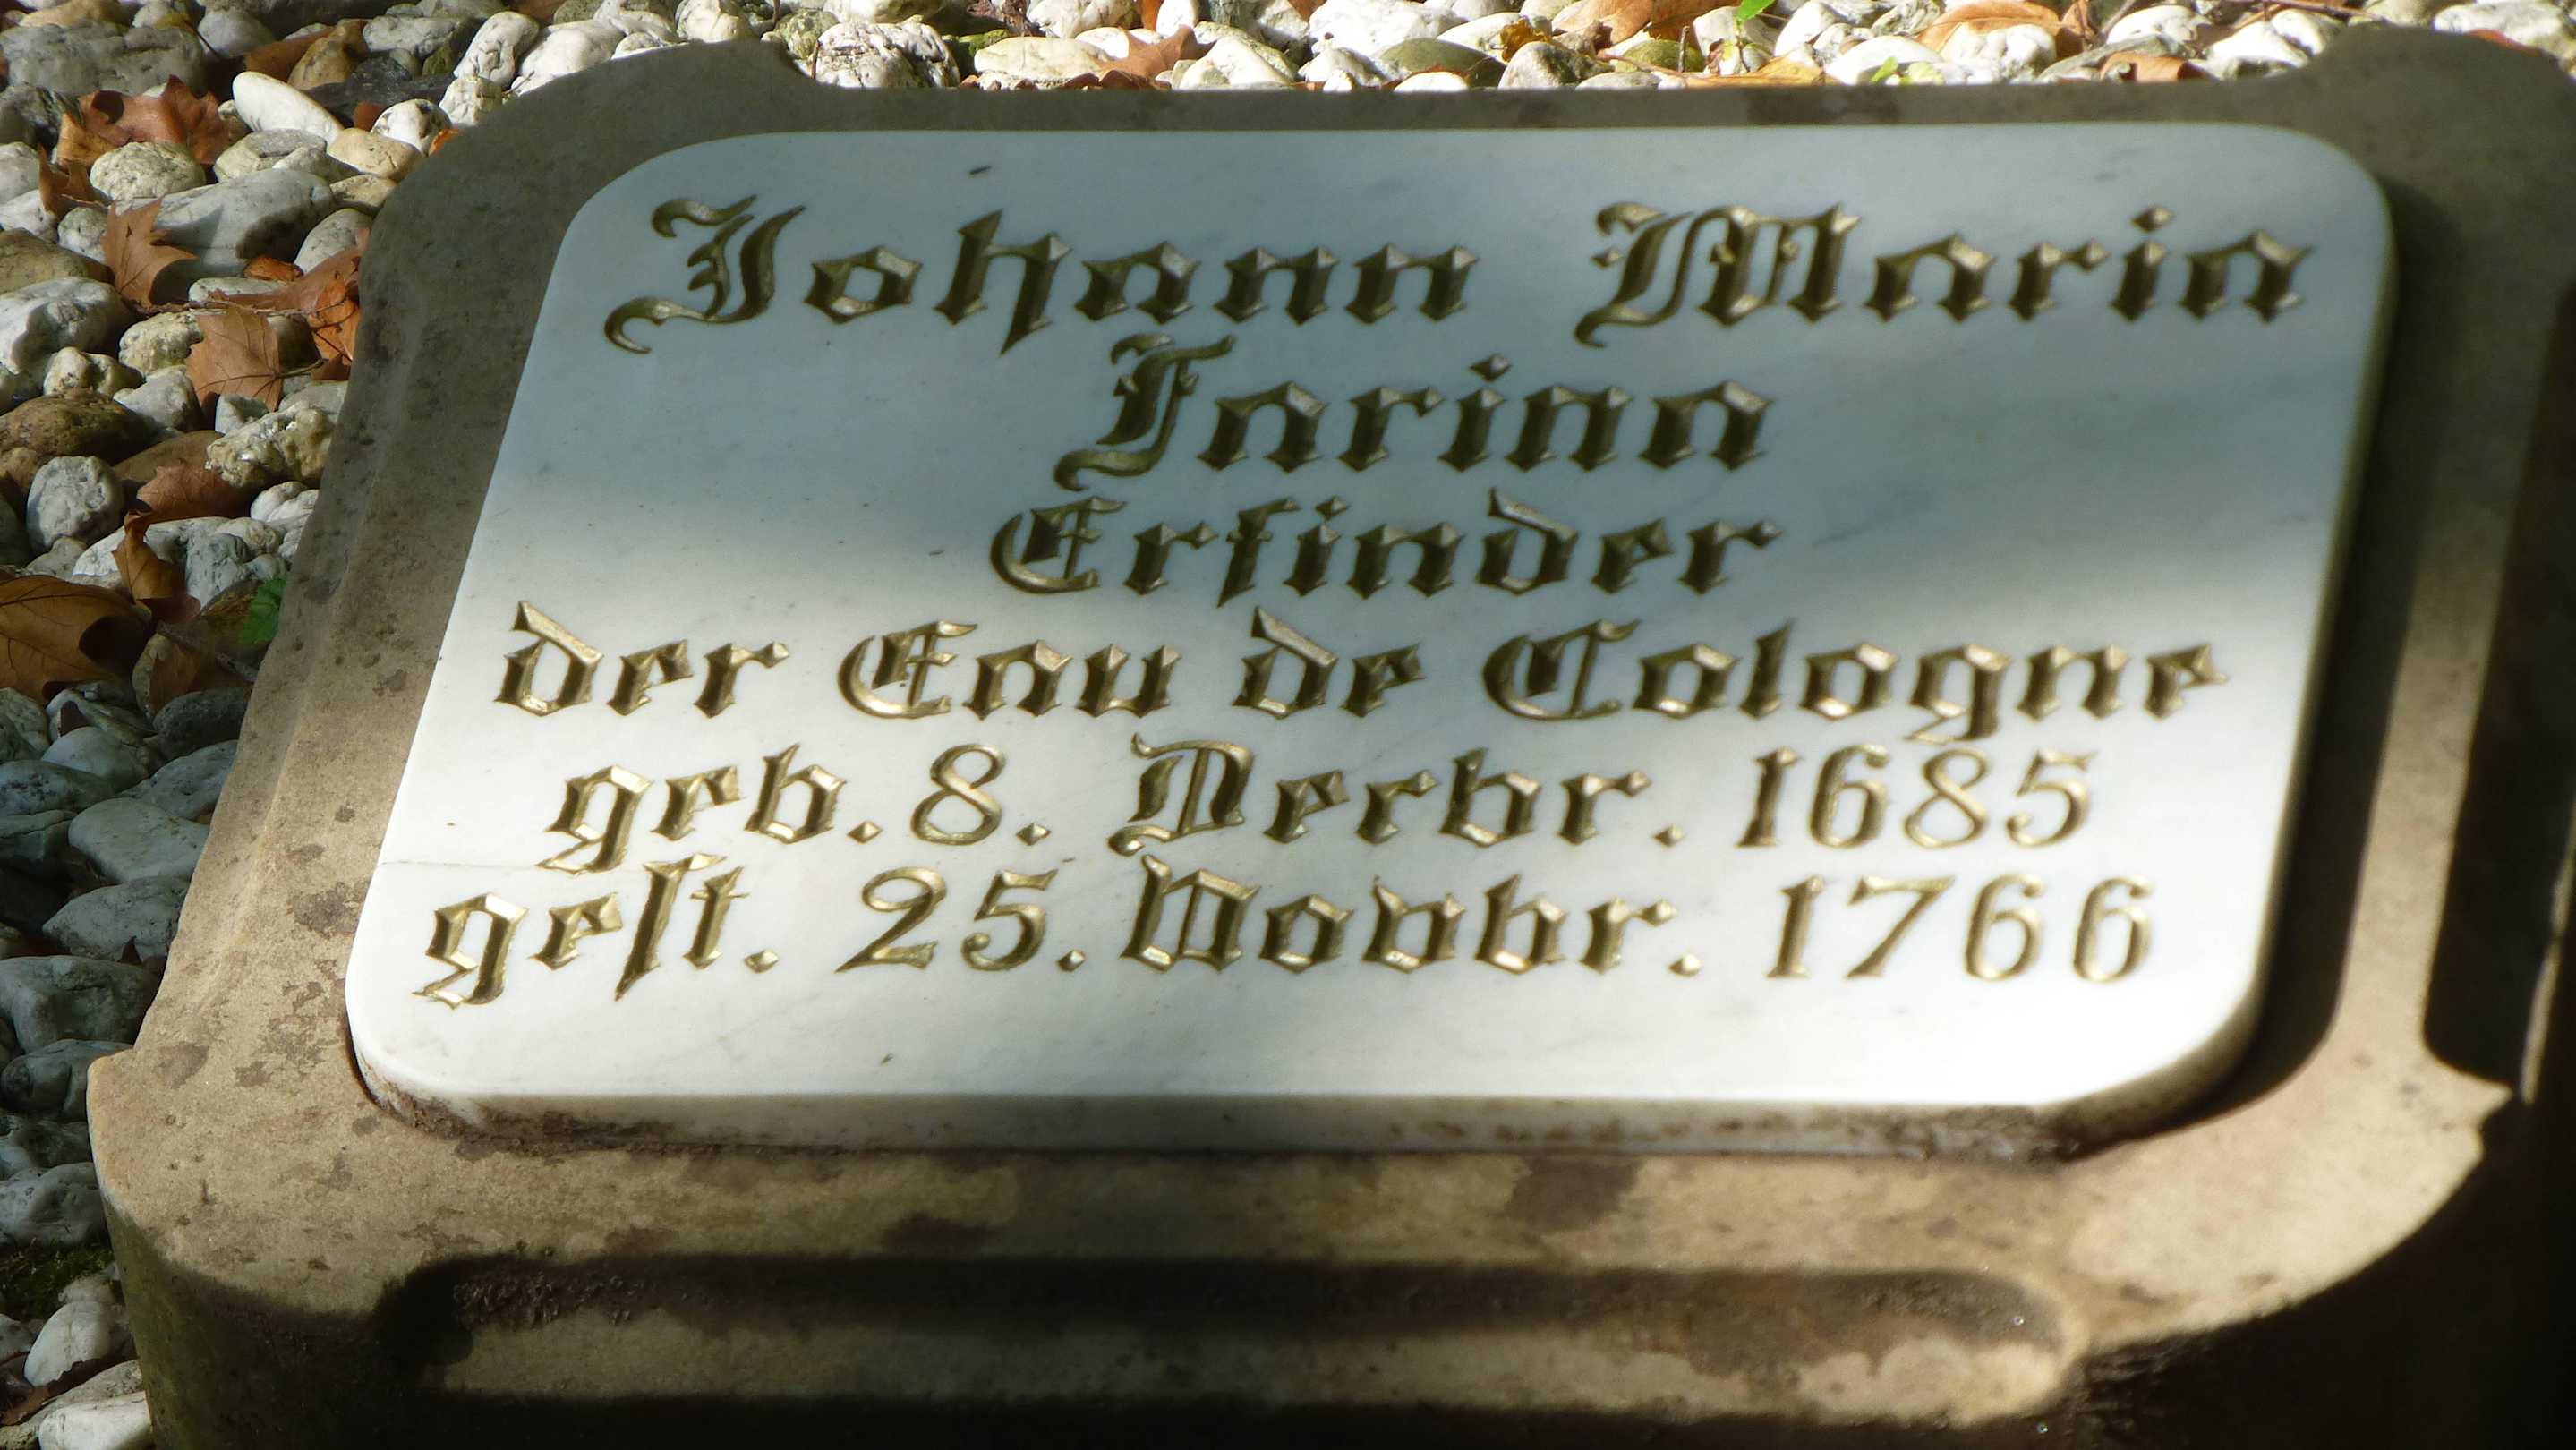 Johann Maria
Farina
Erfinder
der Eau de Cologne
geb. 8. Decbr. 1685
gest. 25. Novbr. 1766